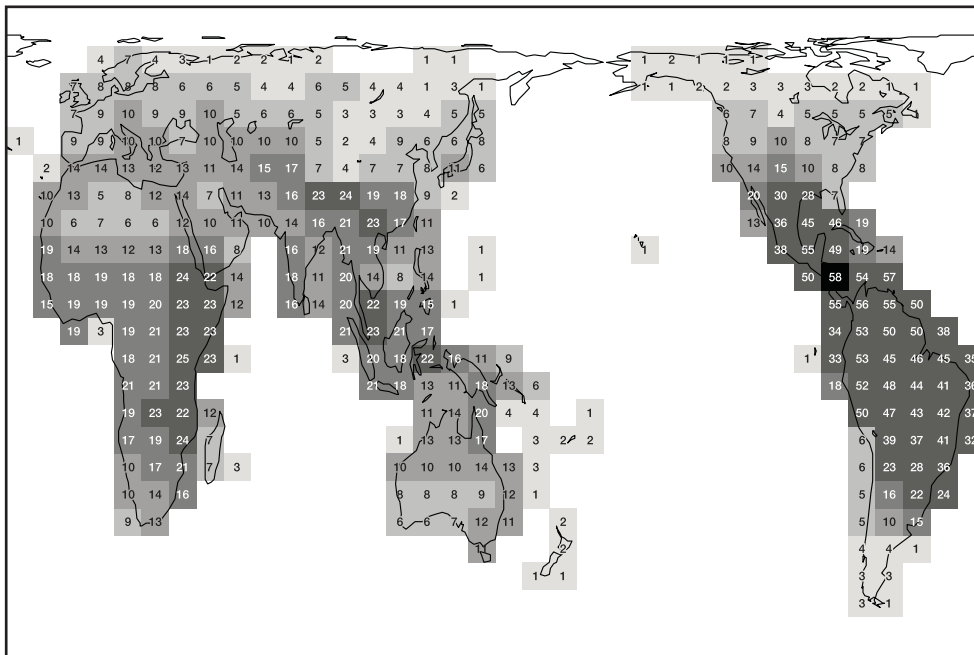 4 7 4 3 1 2 2 1 2 1 1 1 2 1 1 1
7 8 9 8 6 6 5 4 4 6 5 4 4 1 3 1 1 1 2 2 3 3 3 2 2 1 1
7 9 10 9 9 10 5 6 6 5 3 3 3 4 5 5 6 7 4 5 5 5 5
1 9 9 10 10 7 10 10 10 10 5 2 4 9 6 6 8 8 9 10 8 7 7
2 14 14 13 12 13 11 14 15 17 7 4 7 7 8 11 6 10 14 15 10 8 8
10 13 5 8 12 14 7 11 13 16 23 24 19 18 9 2 20 30 28 7
10 6 7 6 6 12 10 11 10 14 16 21 23 17 11 13 36 45 46 19
19 14 13 12 13 18 16 8 16 12 21 19 11 13 1 1 38 55 49 19 14
18 18 19 18 18 24 22 14 18 11 20 14 8 14 1 50 58 54 57
15 19 19 19 20 23 23 12 16 14 20 22 19 15 1 55 56 55 50
19 3 19 21 23 23 21 23 21 17 34 53 50 50 38
18 21 25 23 1 3 20 18 22 16 11 9 1 33 53 45 46 45 35
21 21 23 21 18 13 11 18 13 6 18 52 48 44 41 36
19 23 22 12 11 14 20 4 4 1 50 47 43 42 37
17 19 24 7 1 13 13 17 3 2 2 6 39 37 41 32
10 17 21 7 3 10 10 10 14 13 3 6 23 28 36
10 14 16 8 8 8 9 12 1 5 16 22 24
9 13 6 6 7 12 11 2 5 10 15
1 2 4 4 1
1 1 3 3
3 1